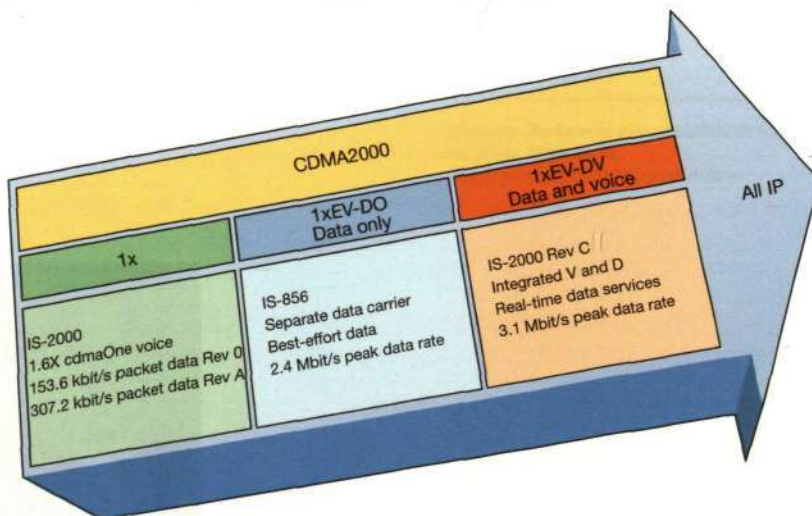 CDMA2000
1x
1xEV-DO
Data only
1xEV-DV
Data and voice
All IP
IS-2000
1.6X cdmaOne voice
153.6 kbit/s packet data Rev 0
307.2 kbit/s packet data Rev A
IS-856
Separate data carrier
Best-effort data
2.4 Mbit/s peak data rate
IS-2000 Rev C
Integrated V and D
Real-time data services
3.1 Mbit/s peak data rate